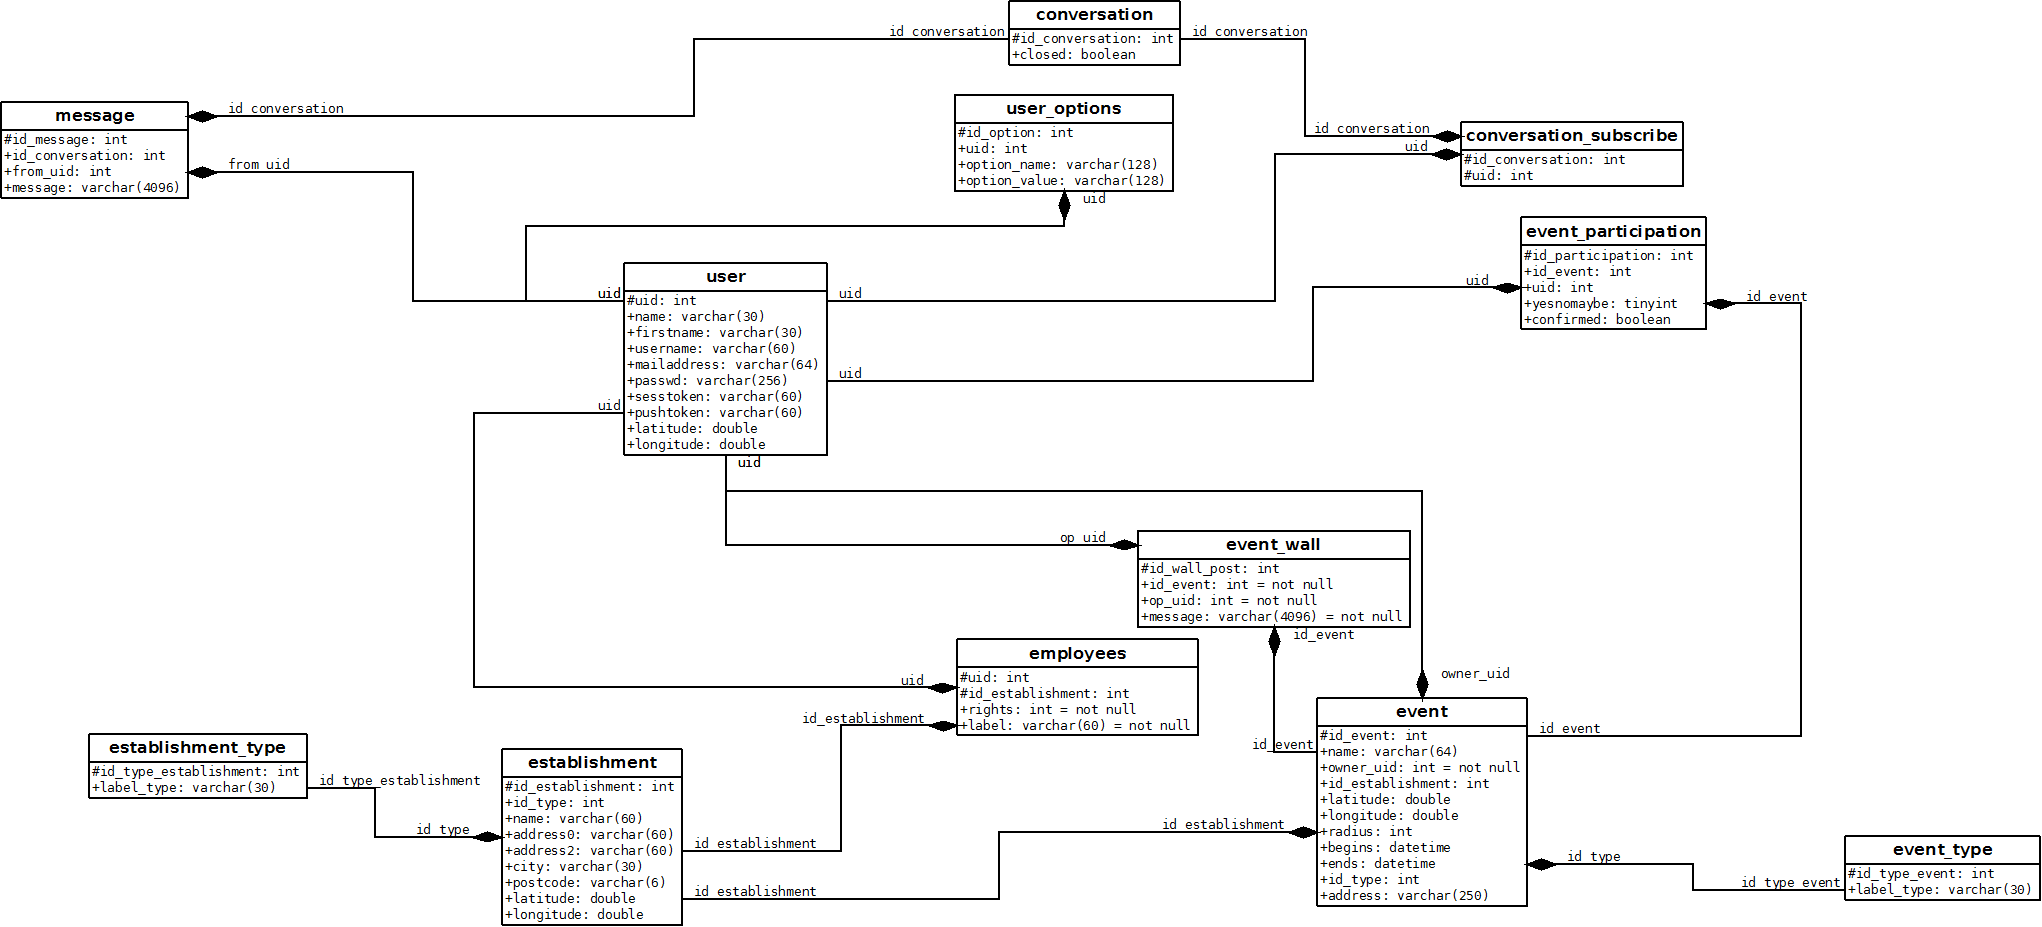 conversation
#id_conversation: int
+closed: boolean
id_conversation
id_conversation
message
#id_message: int
+id_conversation: int
+from_uid: int
+message: varchar(4096)
id_conversation
from_uid
user_options
#id_option: int
+uid: int
+option_name: varchar(128)
+option_value: varchar(128)
uid
id_conversation
uid
conversation_subscribe
#id_conversation: int
#uid: int
event_participation
#id_participation: int
+id_event: int
+uid: int
+yesnomaybe: tinyint
+confirmed: boolean
uid
id_event
user
#uid: int
+name: varchar(30)
+firstname: varchar(30)
+username: varchar(60)
+mailaddress: varchar(64)
+passwd: varchar(256)
+sesstoken: varchar(60)
+pushtoken: varchar(60)
+latitude: double
+longitude: double
uid
uid
uid
uid
uid
op_uid
event_wall
#id_wall_post: int
+id_event: int = not null
+op_uid: int = not null
+message: varchar(4096) = not null
id_event
employees
#uid: int
#id_establishment: int
+rights: int = not null
+label: varchar(60) = not null
uid
id_establishment
owner_uid
event
#id_event: int
+name: varchar(64)
+owner_uid: int = not null
+id_establishment: int
+latitude: double
+longitude: double
+radius: int
+begins: datetime
+ends: datetime
+id_type: int
+address: varchar(250)
id_event
id_event
id_establishment
id_type
establishment_type
#id_type_establishment: int
+label_type: varchar(30)
id_type_establishment
id_type
establishment
#id_establishment: int
+id_type: int
+name: varchar(60)
+address0: varchar(60)
+address2: varchar(60)
+city: varchar(30)
+postcode: varchar(6)
+latitude: double
+longitude: double
id_establishment
id_establishment
event_type
#id_type_event: int
+label_type: varchar(30)
id_type_event